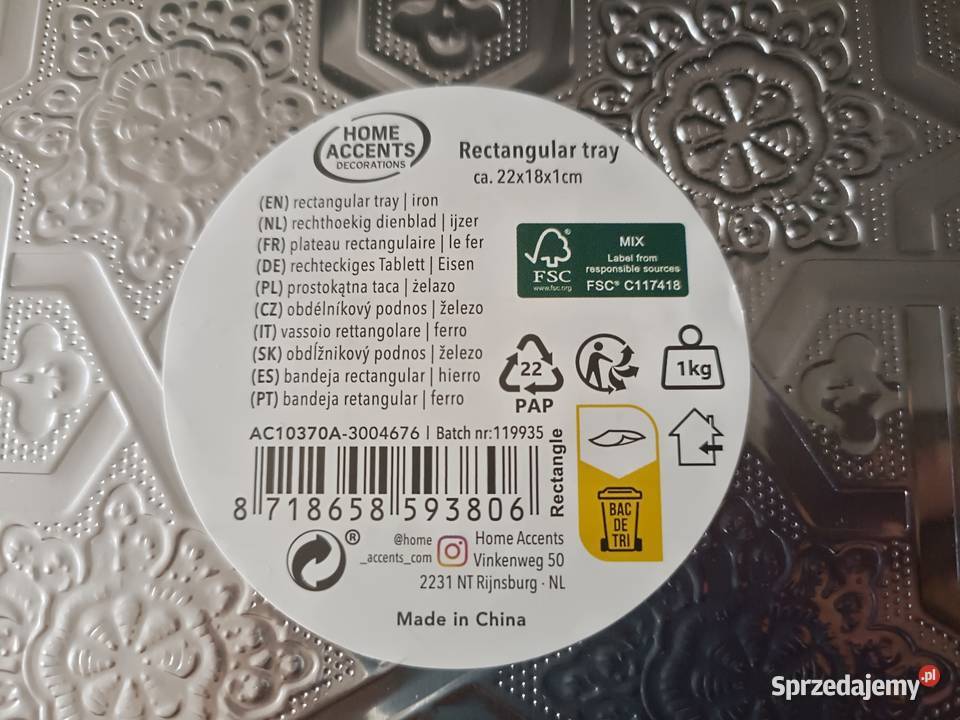 HOME
ACCENTS
DECORATIONS
Rectangular tray
ca. 22x18x1cm
(EN) rectangular tray | iron
(NL) rechthoekig dienblad | ijzer
(FR) plateau rectangulaire | le fer
(DE) rechteckiges Tablett | Eisen
(PL) prostokątna taca | żelazo
(CZ) obdélníkový podnos | železo
(IT) vassoio rettangolare | ferro
(SK) obdĺžnikový podnos | železo
(ES) bandeja rectangular | hierro
(PT) bandeja retangular | ferro
FSC
www.fsc.org
MIX
Label from
responsible sources
FSC® C117418
22
PAP
1kg
AC10370A-3004676 | Batch nr:119935
8 718658 593806
Rectangle
BAC
DE
TRI
®
@home
_accents_com
Home Accents
Vinkenweg 50
2231 NT Rijnsburg · NL
Made in China
Sprzedajemy.pl